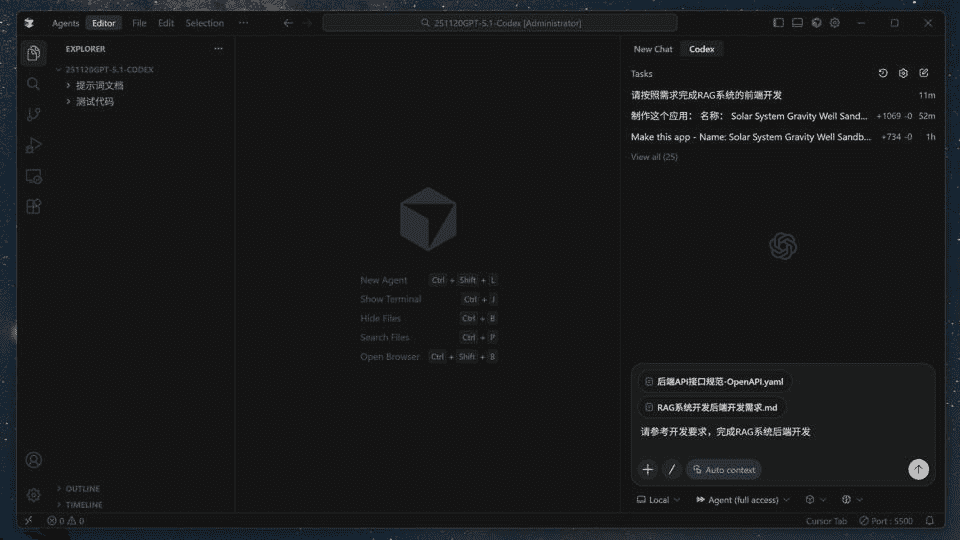 Agents Editor File Edit Selection ···
251120GPT-5.1-Codex [Administrator]
EXPLORER ···
251120GPT-5.1-CODEX
提示词文档
测试代码
OUTLINE
TIMELINE
New Agent Ctrl + Shift + L
Show Terminal Ctrl + J
Hide Files Ctrl + B
Search Files Ctrl + P
Open Browser Ctrl + Shift + B
New Chat Codex
Tasks
请按照需求完成RAG系统的前端开发 11m
制作这个应用： 名称： Solar System Gravity Well Sand... +1069 -0 52m
Make this app - Name: Solar System Gravity Well Sandb... +734 -0 1h
View all (25)
后端API接口规范-OpenAPI.yaml
RAG系统开发后端开发需求.md
请参考开发要求，完成RAG系统后端开发
+ / Auto context
Local Agent (full access)
0 0 Cursor Tab Port : 5500